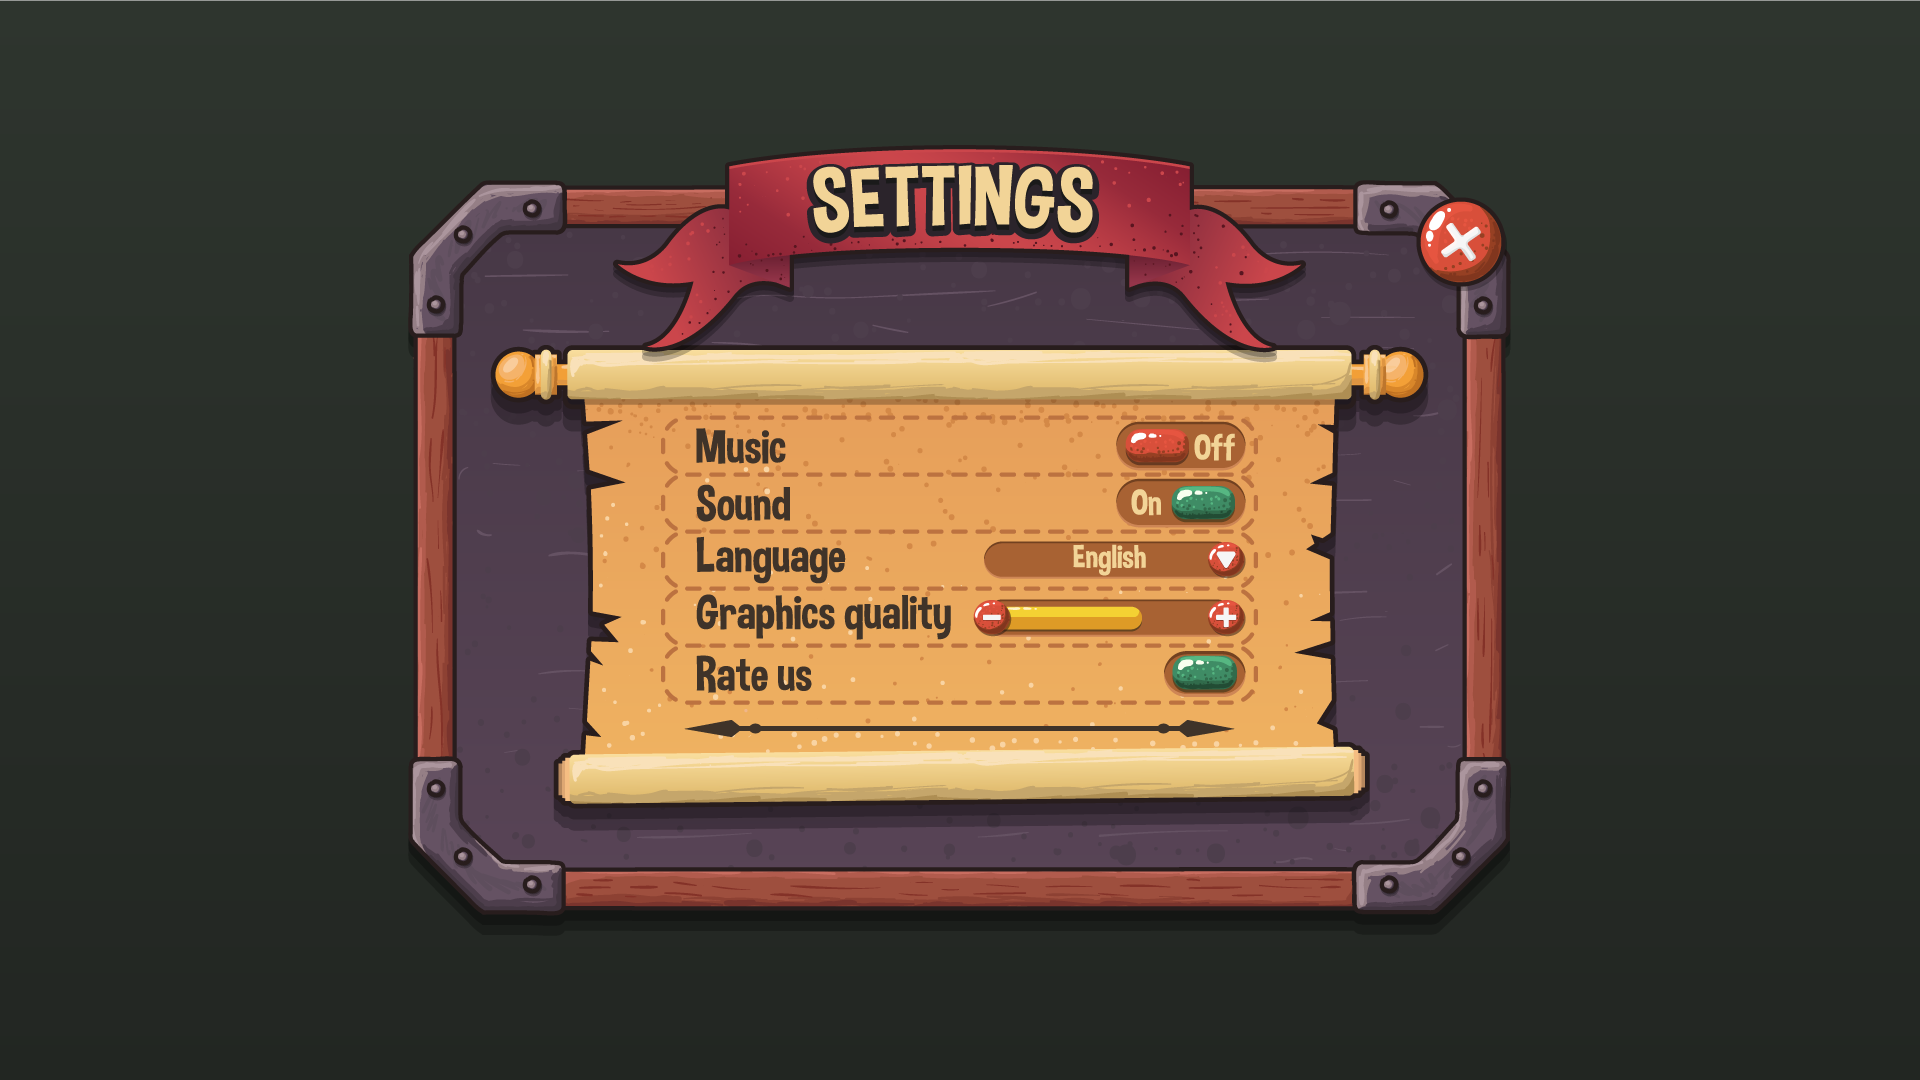 SETTINGS
Music Off
Sound On
Language English
Graphics quality
Rate us